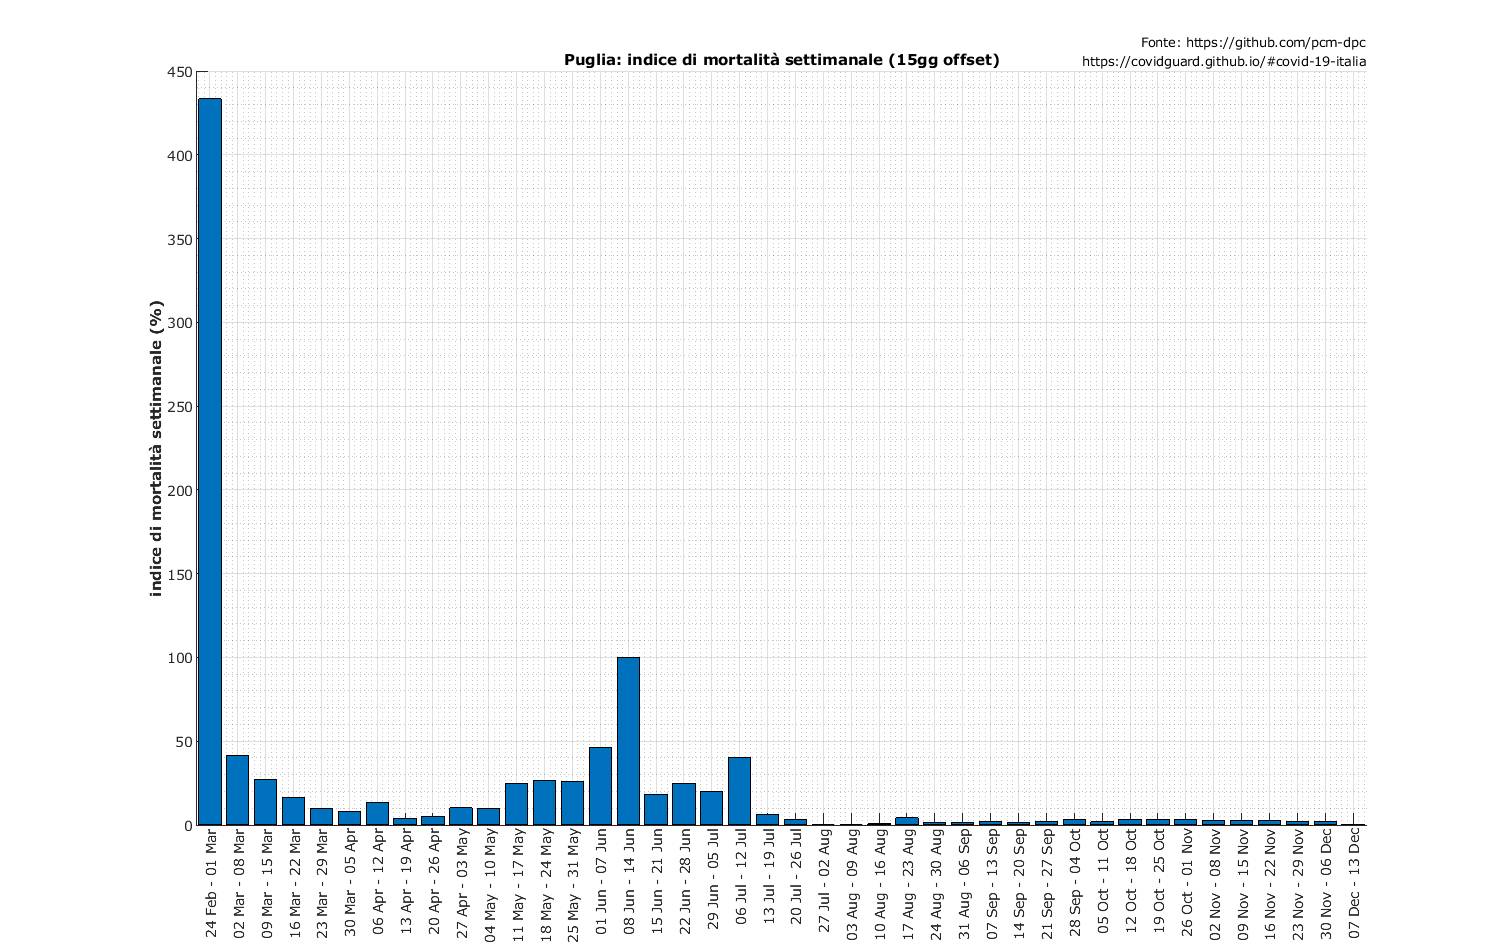 Fonte: https://github.com/pcm-dpc
Puglia: indice di mortalità settimanale (15gg offset)
https://covidguard.github.io/#covid-19-italia
indice di mortalità settimanale (%)
450
400
350
300
250
200
150
100
50
0
24 Feb - 01 Mar
02 Mar - 08 Mar
09 Mar - 15 Mar
16 Mar - 22 Mar
23 Mar - 29 Mar
30 Mar - 05 Apr
06 Apr - 12 Apr
13 Apr - 19 Apr
20 Apr - 26 Apr
27 Apr - 03 May
04 May - 10 May
11 May - 17 May
18 May - 24 May
25 May - 31 May
01 Jun - 07 Jun
08 Jun - 14 Jun
15 Jun - 21 Jun
22 Jun - 28 Jun
29 Jun - 05 Jul
06 Jul - 12 Jul
13 Jul - 19 Jul
20 Jul - 26 Jul
27 Jul - 02 Aug
03 Aug - 09 Aug
10 Aug - 16 Aug
17 Aug - 23 Aug
24 Aug - 30 Aug
31 Aug - 06 Sep
07 Sep - 13 Sep
14 Sep - 20 Sep
21 Sep - 27 Sep
28 Sep - 04 Oct
05 Oct - 11 Oct
12 Oct - 18 Oct
19 Oct - 25 Oct
26 Oct - 01 Nov
02 Nov - 08 Nov
09 Nov - 15 Nov
16 Nov - 22 Nov
23 Nov - 29 Nov
30 Nov - 06 Dec
07 Dec - 13 Dec